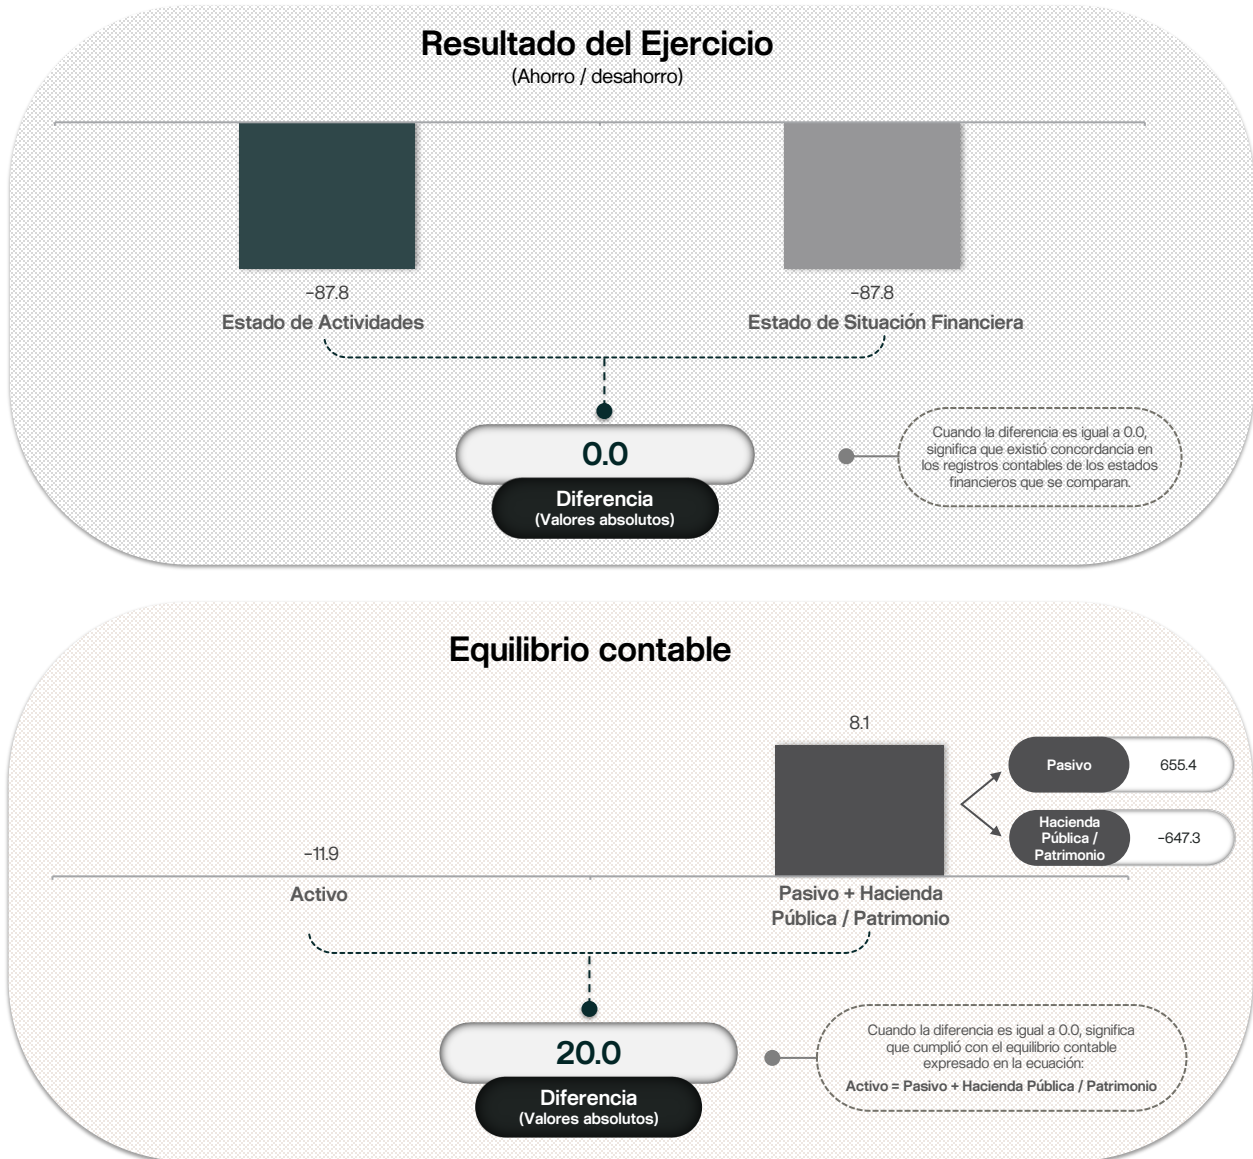 Resultado del Ejercicio
(Ahorro / desahorro)
-87.8
-87.8
Estado de Actividades
Estado de Situación Financiera
0.0
Diferencia
(Valores absolutos)
Cuando la diferencia es igual a 0.0,
significa que existió concordancia en
los registros contables de los estados
financieros que se comparan.
Equilibrio contable
8.1
Pasivo
655.4
Hacienda
Pública /
Patrimonio
-647.3
-11.9
Activo
Pasivo + Hacienda
Pública / Patrimonio
20.0
Diferencia
(Valores absolutos)
Cuando la diferencia es igual a 0.0, significa
que cumplió con el equilibrio contable
expresado en la ecuación:
Activo = Pasivo + Hacienda Pública / Patrimonio